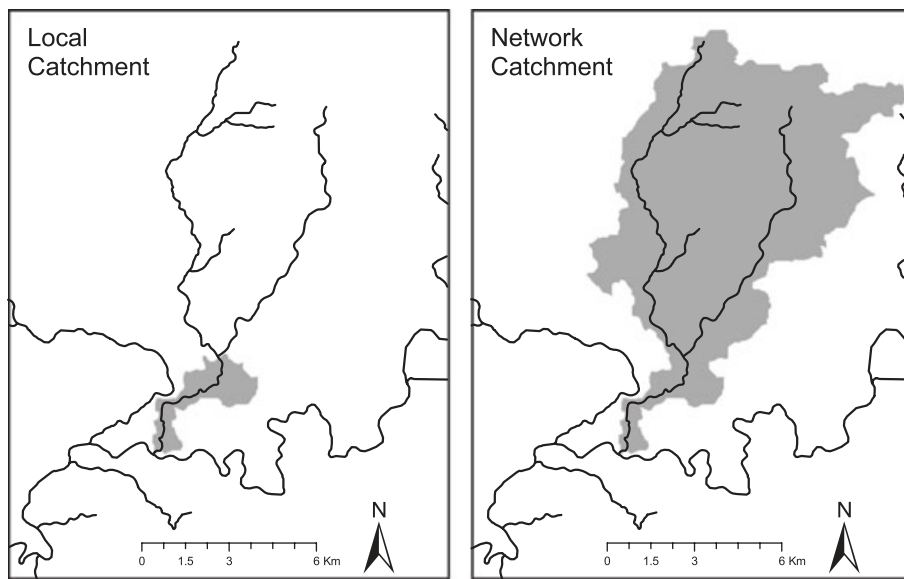 Local
Catchment
N
0 1.5 3 6 Km
Network
Catchment
N
0 1.5 3 6 Km